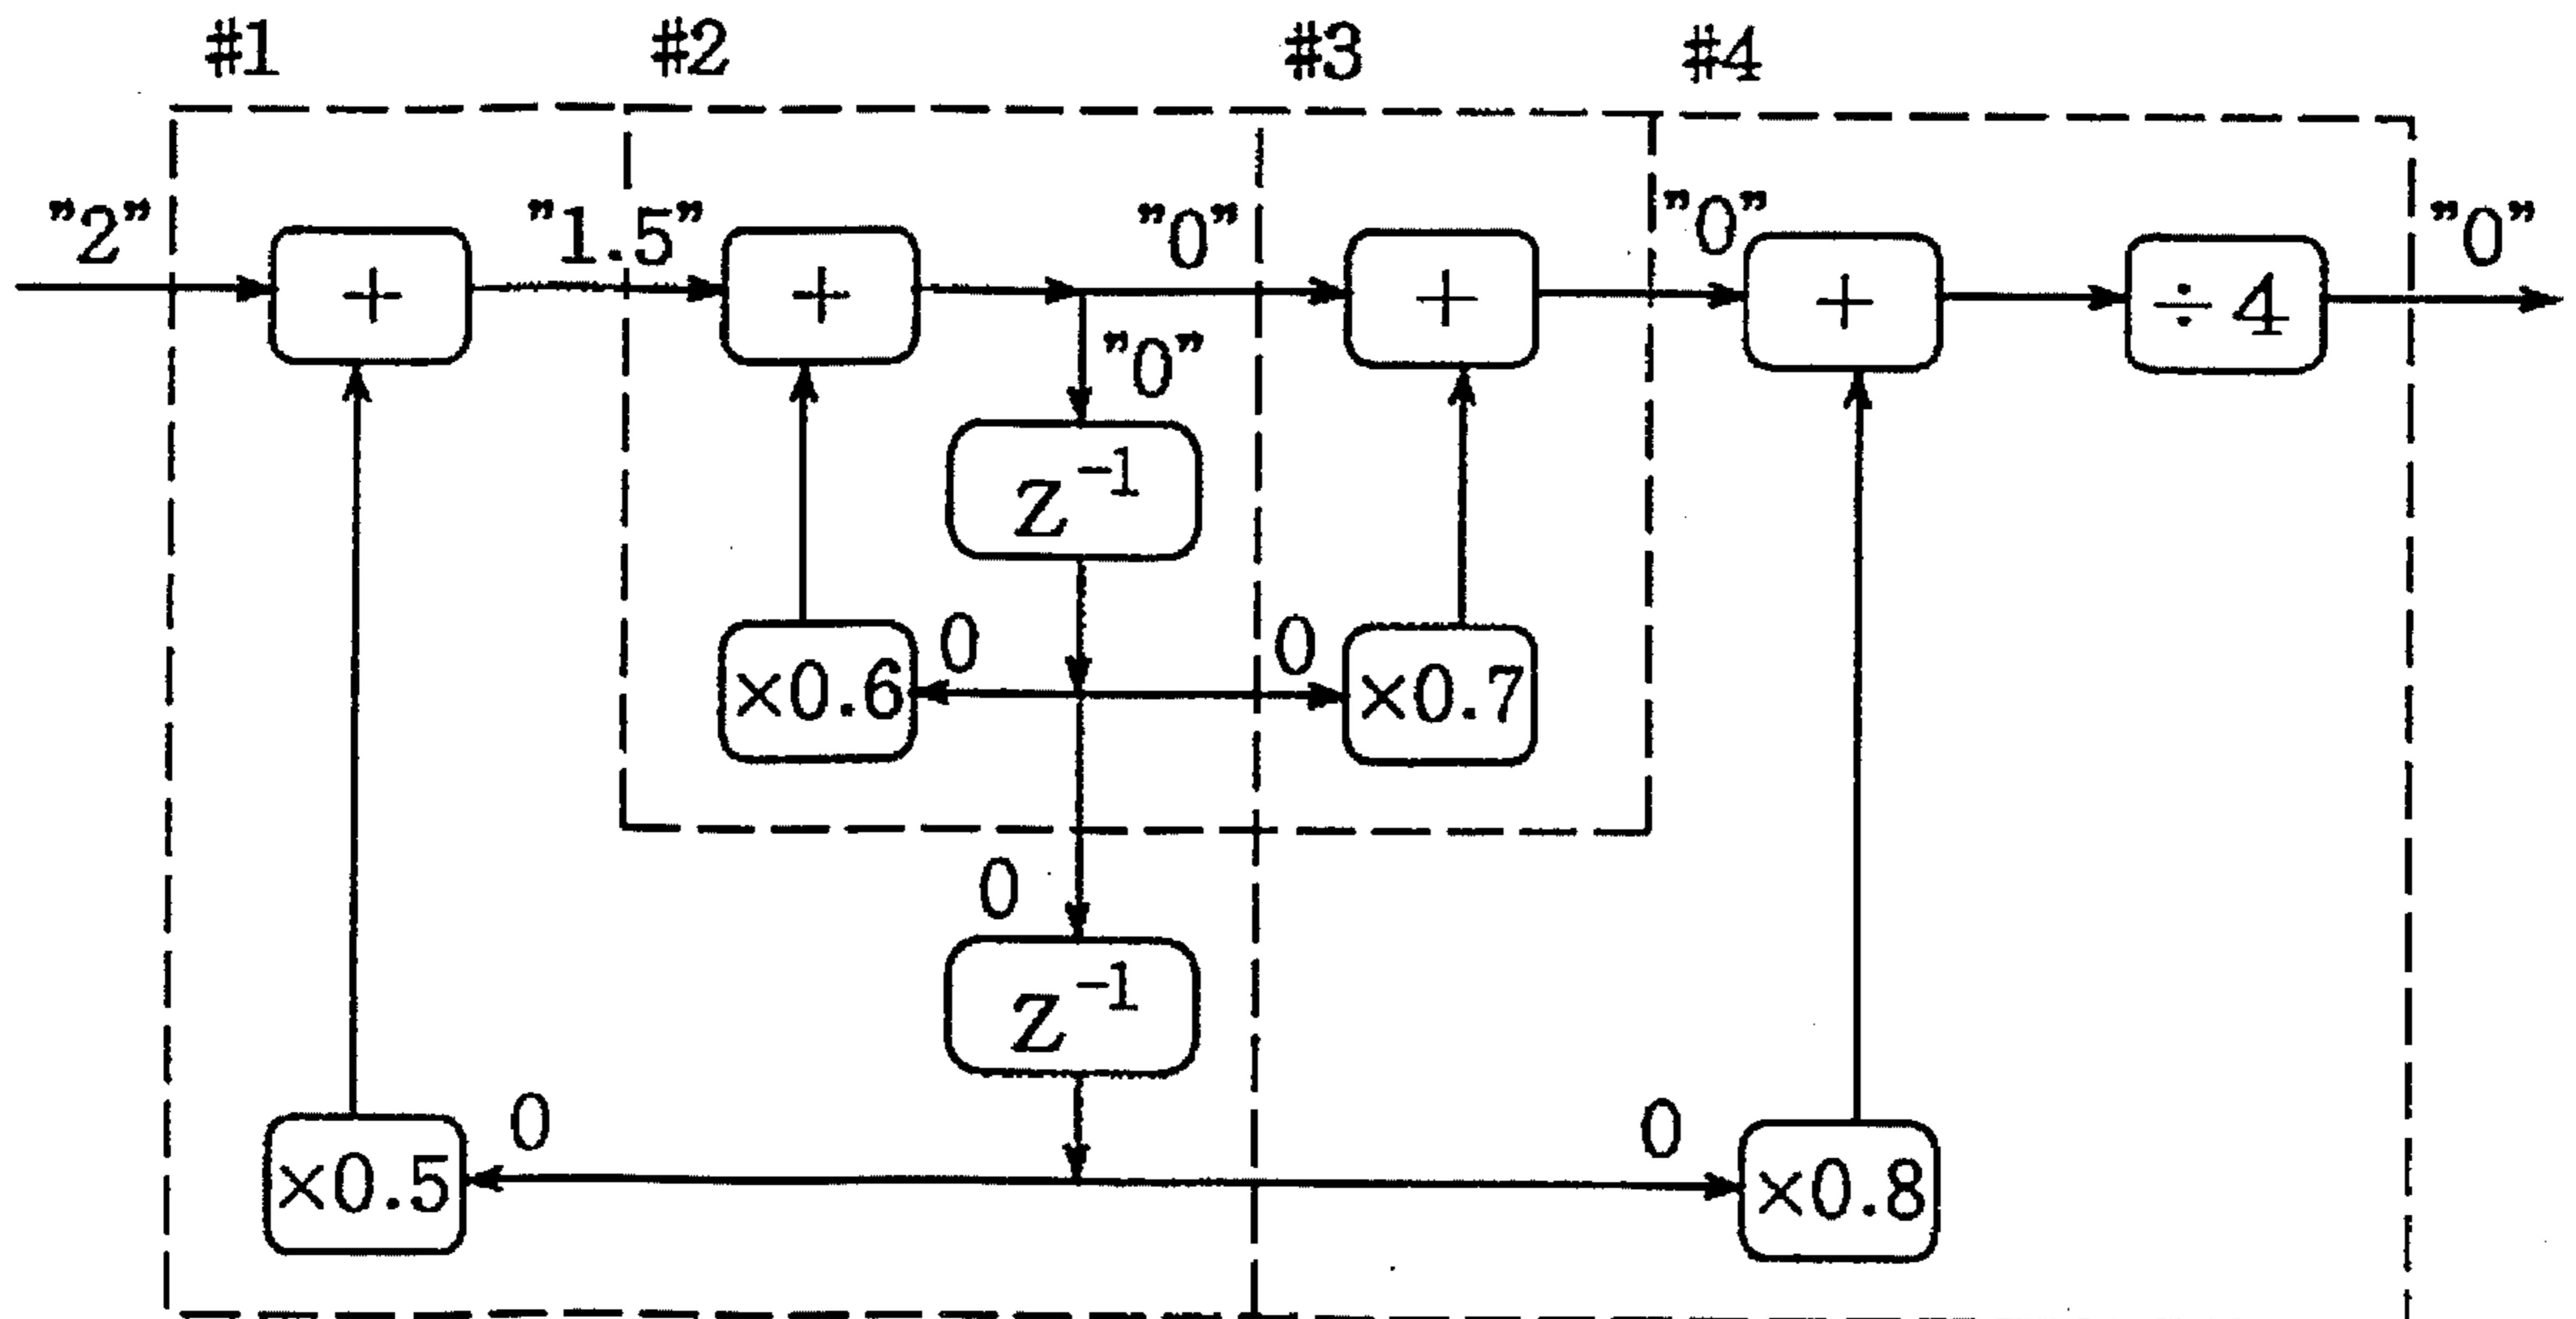 #1 #2 #3 #4
”2” ”1.5” ”0” ”0” ”0”
+ + + + ÷4
”0”
z⁻¹
0 0
×0.6 ×0.7
0
z⁻¹
0 0
×0.5 ×0.8